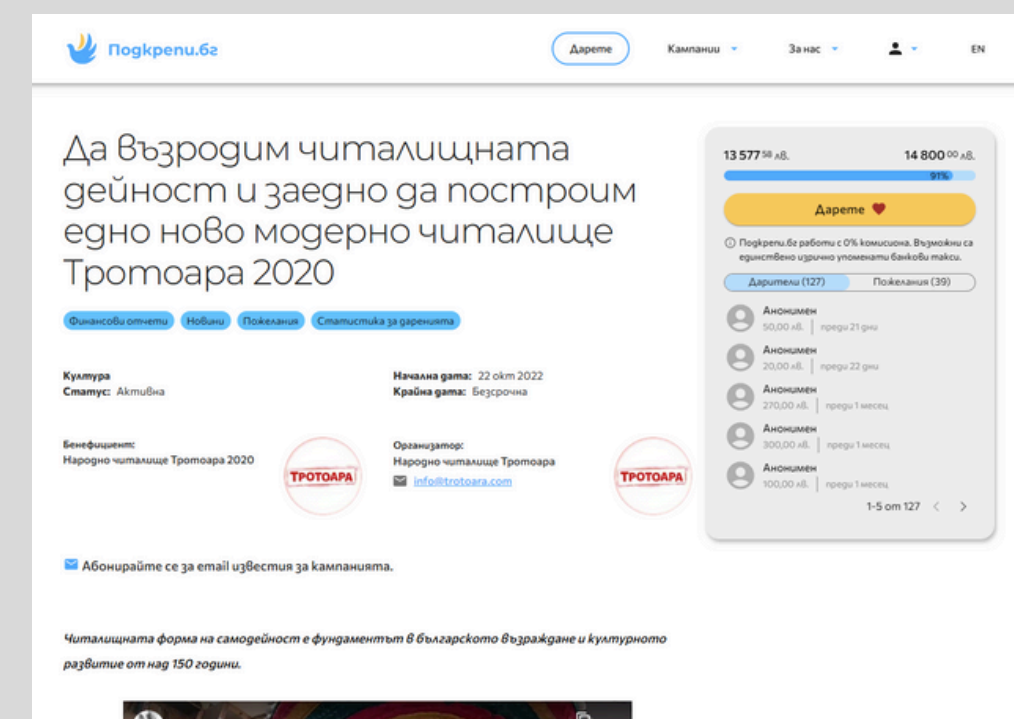 Подкрепи.бг
Дарете
Кампании
За нас
EN
Да възродим читалищната
дейност и заедно да построим
едно ново модерно читалище
Тротоара 2020
Финансови отчети
Новини
Пожелания
Статистика за даренията
Култура
Статус: Активна
Начална дата: 22 окт 2022
Крайна дата: Безсрочна
Бенефициент:
Народно читалище Тротоара 2020
ТРОТОАРА
Организатор:
Народно читалище Тротоара
info@trotoara.com
ТРОТОАРА
Абонирайте се за email известия за кампанията.
Читалищната форма на самодейност е фундаментът в българското възраждане и културното
развитие от над 150 години.
13 577 58 лв.
14 800 00 лв.
91%
Дарете
Подкрепи.бг работи с 0% комисиона. Възможни са
единствено изрично упоменати банкови такси.
Дарители (127)
Пожелания (39)
Анонимен
50,00 лв. | преди 21 дни
Анонимен
20,00 лв. | преди 22 дни
Анонимен
270,00 лв. | преди 1 месец
Анонимен
300,00 лв. | преди 1 месец
Анонимен
100,00 лв. | преди 1 месец
1-5 от 127